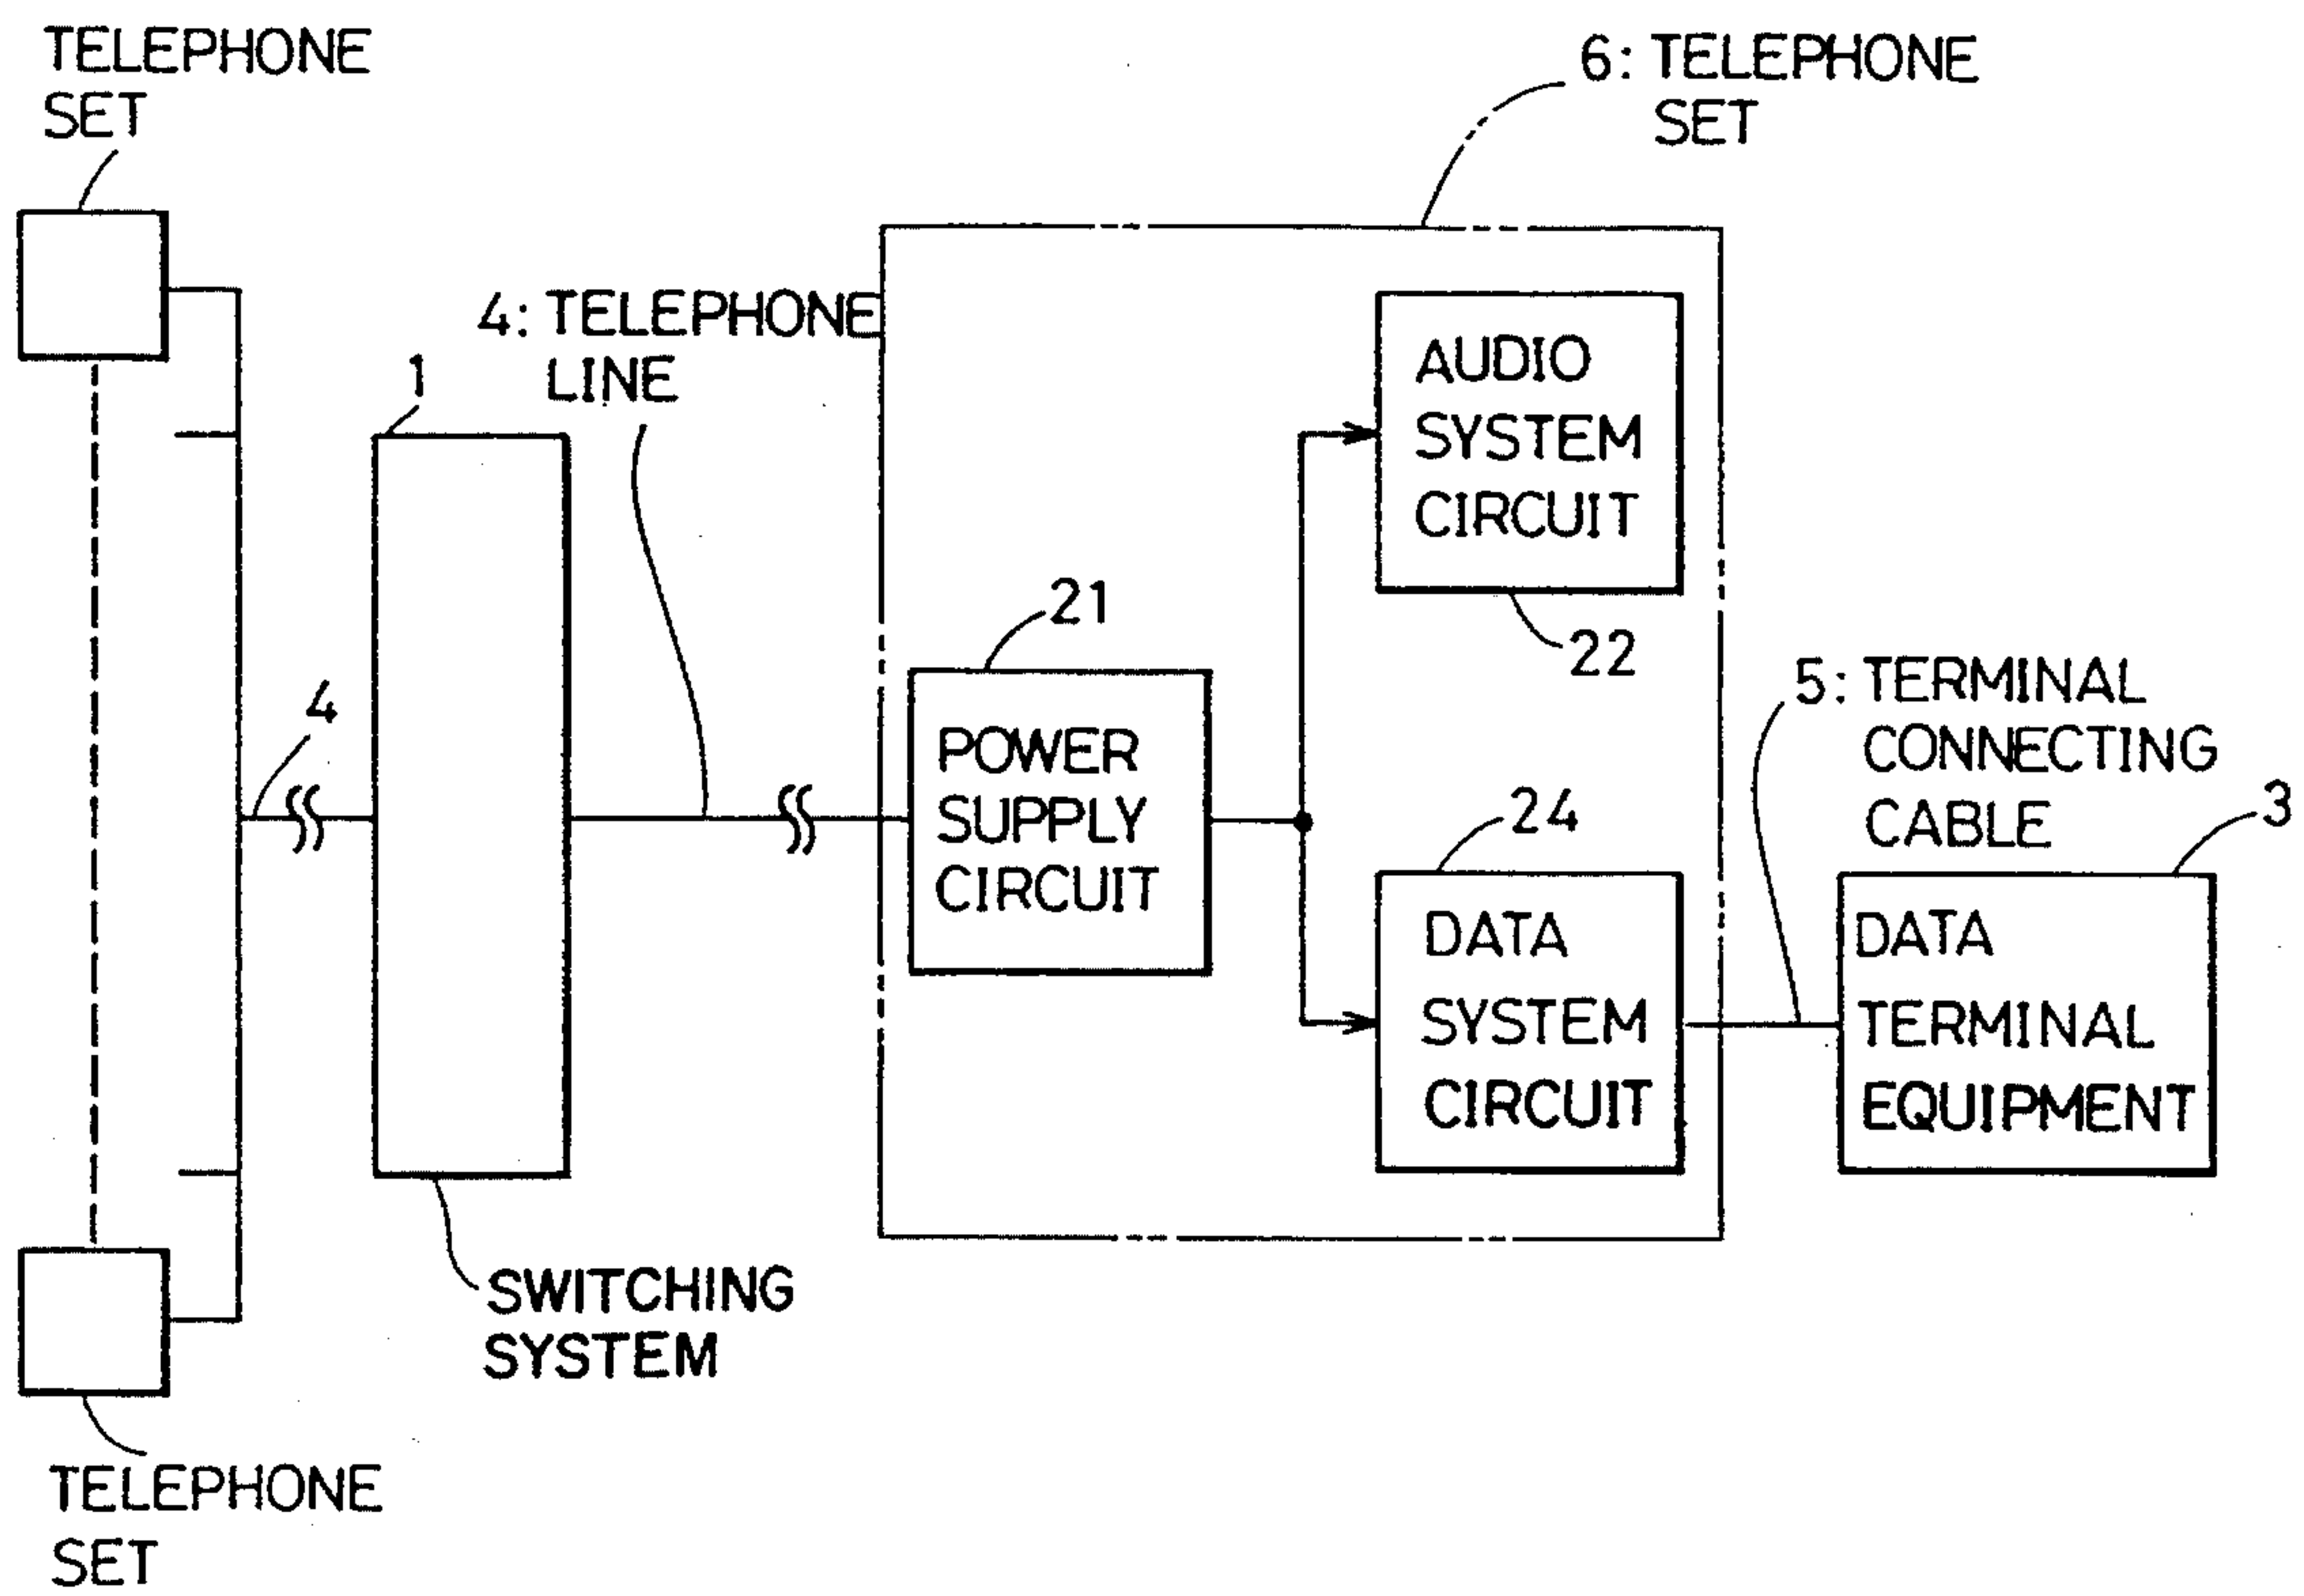 TELEPHONE
SET
6: TELEPHONE
SET
4: TELEPHONE
LINE
1
AUDIO
SYSTEM
CIRCUIT
22
21
POWER
SUPPLY
CIRCUIT
4
5: TERMINAL
CONNECTING
CABLE
3
24
DATA
SYSTEM
CIRCUIT
DATA
TERMINAL
EQUIPMENT
SWITCHING
SYSTEM
TELEPHONE
SET